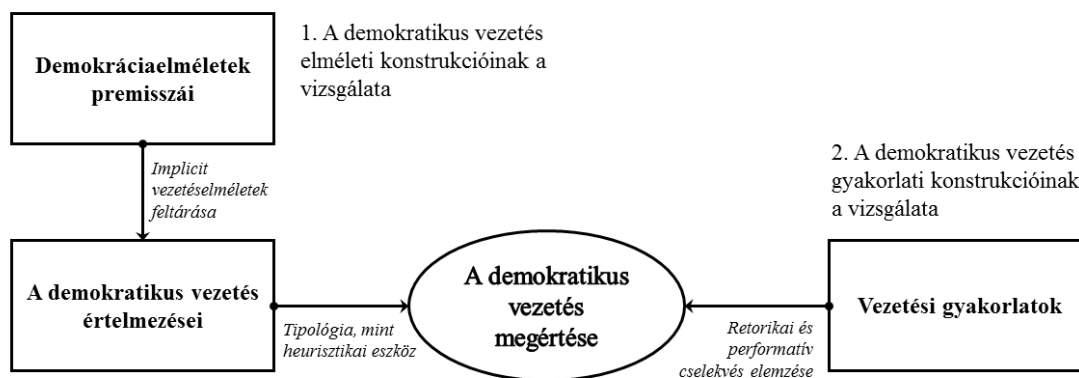 Demokráciaelméletek
premisszái
1. A demokratikus vezetés
elméleti konstrukcióinak a
vizsgálata
Implicit
vezetéselméletek
feltárása
2. A demokratikus vezetés
gyakorlati konstrukcióinak
a vizsgálata
A demokratikus vezetés
értelmezései
Tipológia, mint
heurisztikai eszköz
A demokratikus
vezetés
megértése
Retorikai és
performatív
cselekvés elemzése
Vezetési gyakorlatok